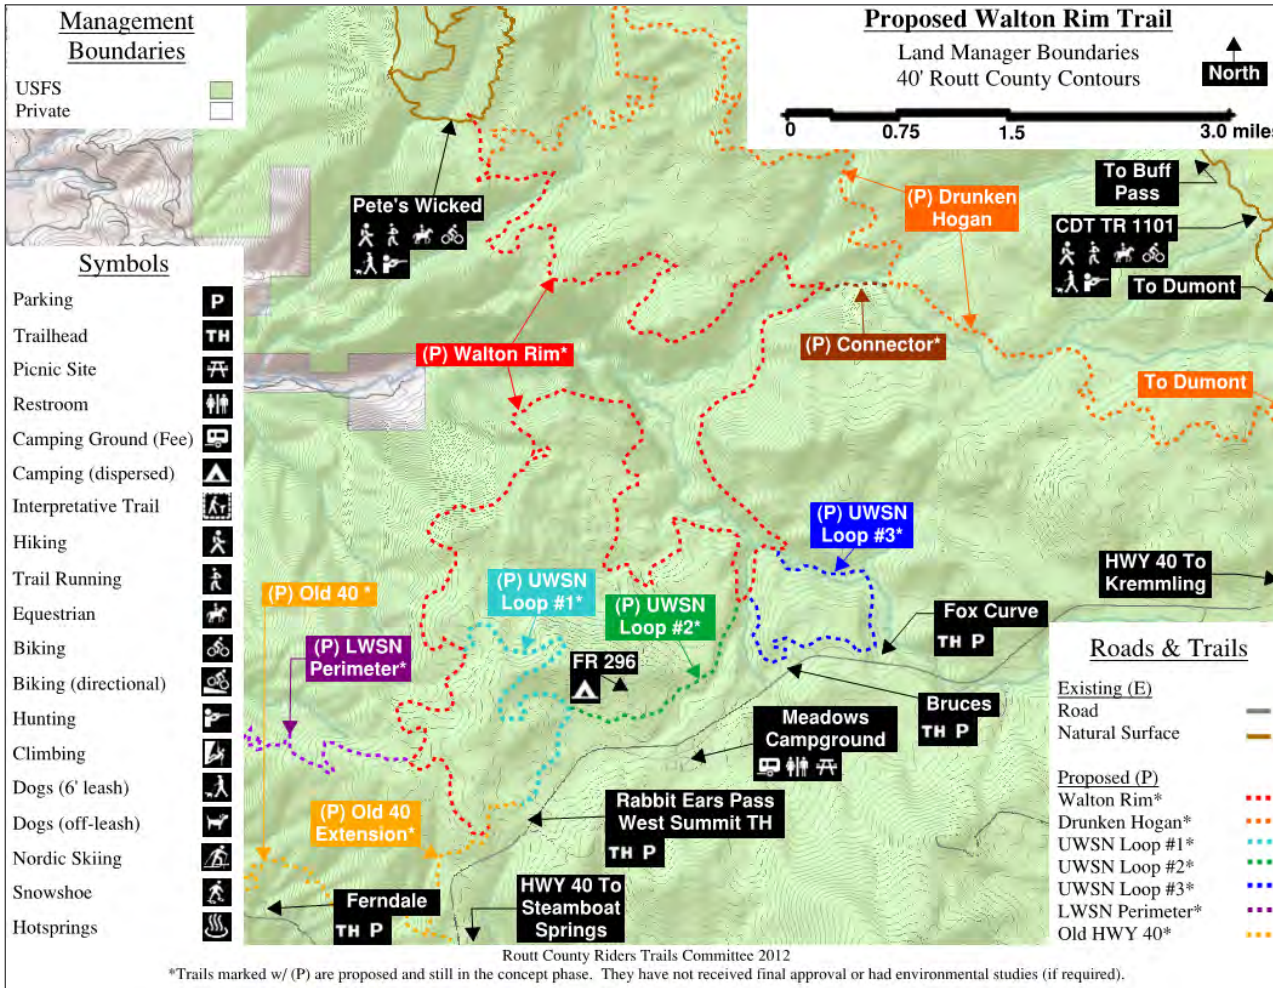 Management
Boundaries
USFS
Private
Proposed Walton Rim Trail
Land Manager Boundaries
40' Routt County Contours
North
0 0.75 1.5 3.0 miles
To Buff
Pass
CDT TR 1101
To Dumont
Pete's Wicked
(P) Drunken
Hogan
(P) Walton Rim*
(P) Connector*
To Dumont
Symbols
Parking
P
Trailhead
TH
Picnic Site
Restroom
Camping Ground (Fee)
Camping (dispersed)
Interpretative Trail
Hiking
Trail Running
Equestrian
Biking
Biking (directional)
Hunting
Climbing
Dogs (6' leash)
Dogs (off-leash)
Nordic Skiing
Snowshoe
Hotsprings
(P) UWSN
Loop #3*
HWY 40 To
Kremmling
(P) Old 40 *
(P) UWSN
Loop #1*
(P) UWSN
Loop #2*
Fox Curve
TH P
(P) LWSN
Perimeter*
FR 296
Bruces
TH P
Meadows
Campground
(P) Old 40
Extension*
Rabbit Ears Pass
West Summit TH
TH P
Ferndale
TH P
HWY 40 To
Steamboat
Springs
Roads & Trails
Existing (E)
Road
Natural Surface
Proposed (P)
Walton Rim*
Drunken Hogan*
UWSN Loop #1*
UWSN Loop #2*
UWSN Loop #3*
LWSN Perimeter*
Old HWY 40*
Routt County Riders Trails Committee 2012
*Trails marked w/ (P) are proposed and still in the concept phase. They have not received final approval or had environmental studies (if required).